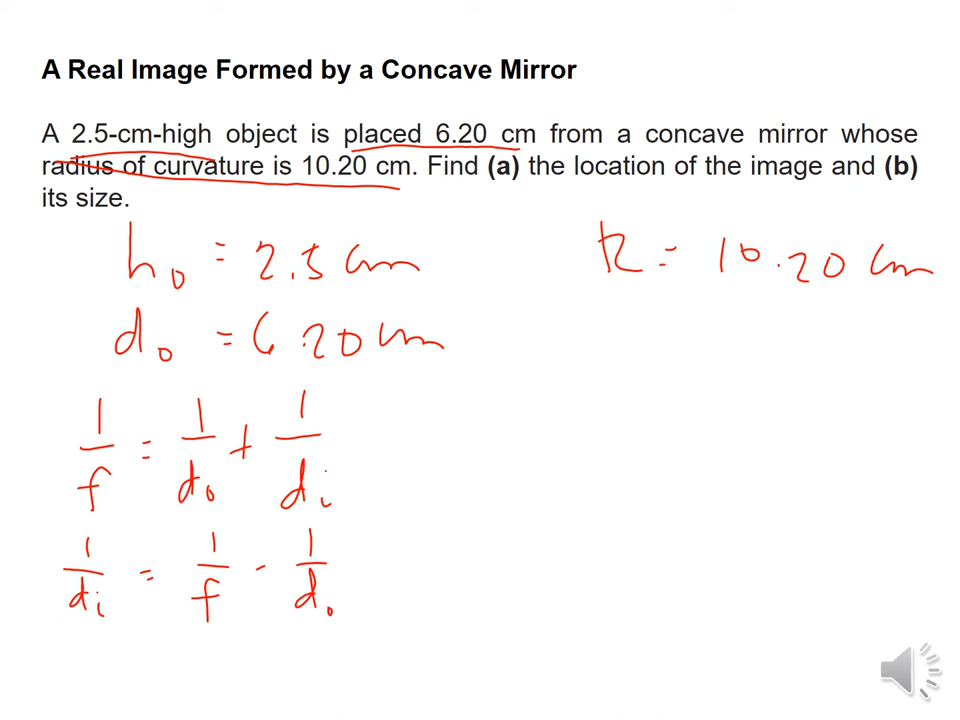 A Real Image Formed by a Concave Mirror
A 2.5-cm-high object is placed 6.20 cm from a concave mirror whose
radius of curvature is 10.20 cm. Find (a) the location of the image and (b)
its size.
h₀ = 2.5 cm
R = 10.20 cm
d₀ = 6.20 cm
1/f = 1/d₀ + 1/dᵢ
1/dᵢ = 1/f - 1/d₀